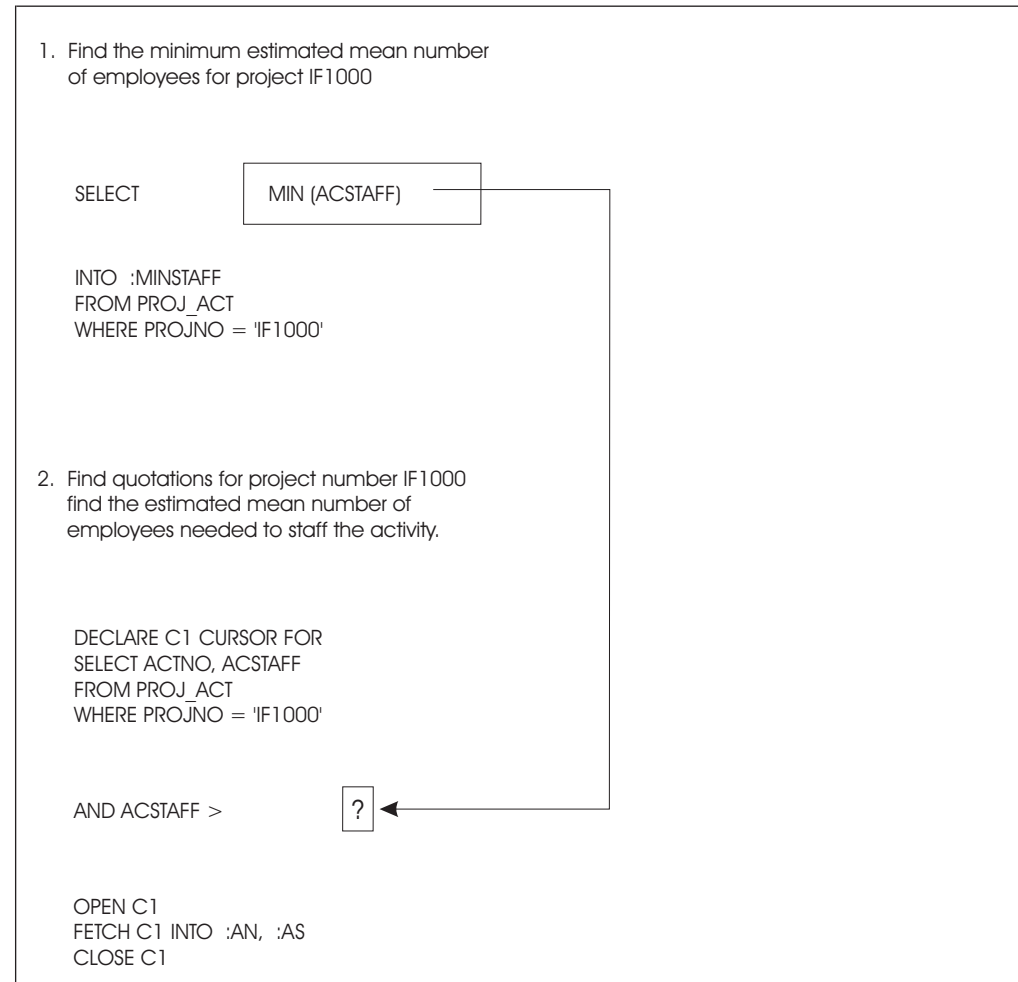 1. Find the minimum estimated mean number
of employees for project IF1000
SELECT MIN (ACSTAFF)
INTO :MINSTAFF
FROM PROJ_ACT
WHERE PROJNO = 'IF1000'
2. Find quotations for project number IF1000
find the estimated mean number of
employees needed to staff the activity.
DECLARE C1 CURSOR FOR
SELECT ACTNO, ACSTAFF
FROM PROJ_ACT
WHERE PROJNO = 'IF1000'
AND ACSTAFF > ?
OPEN C1
FETCH C1 INTO :AN, :AS
CLOSE C1